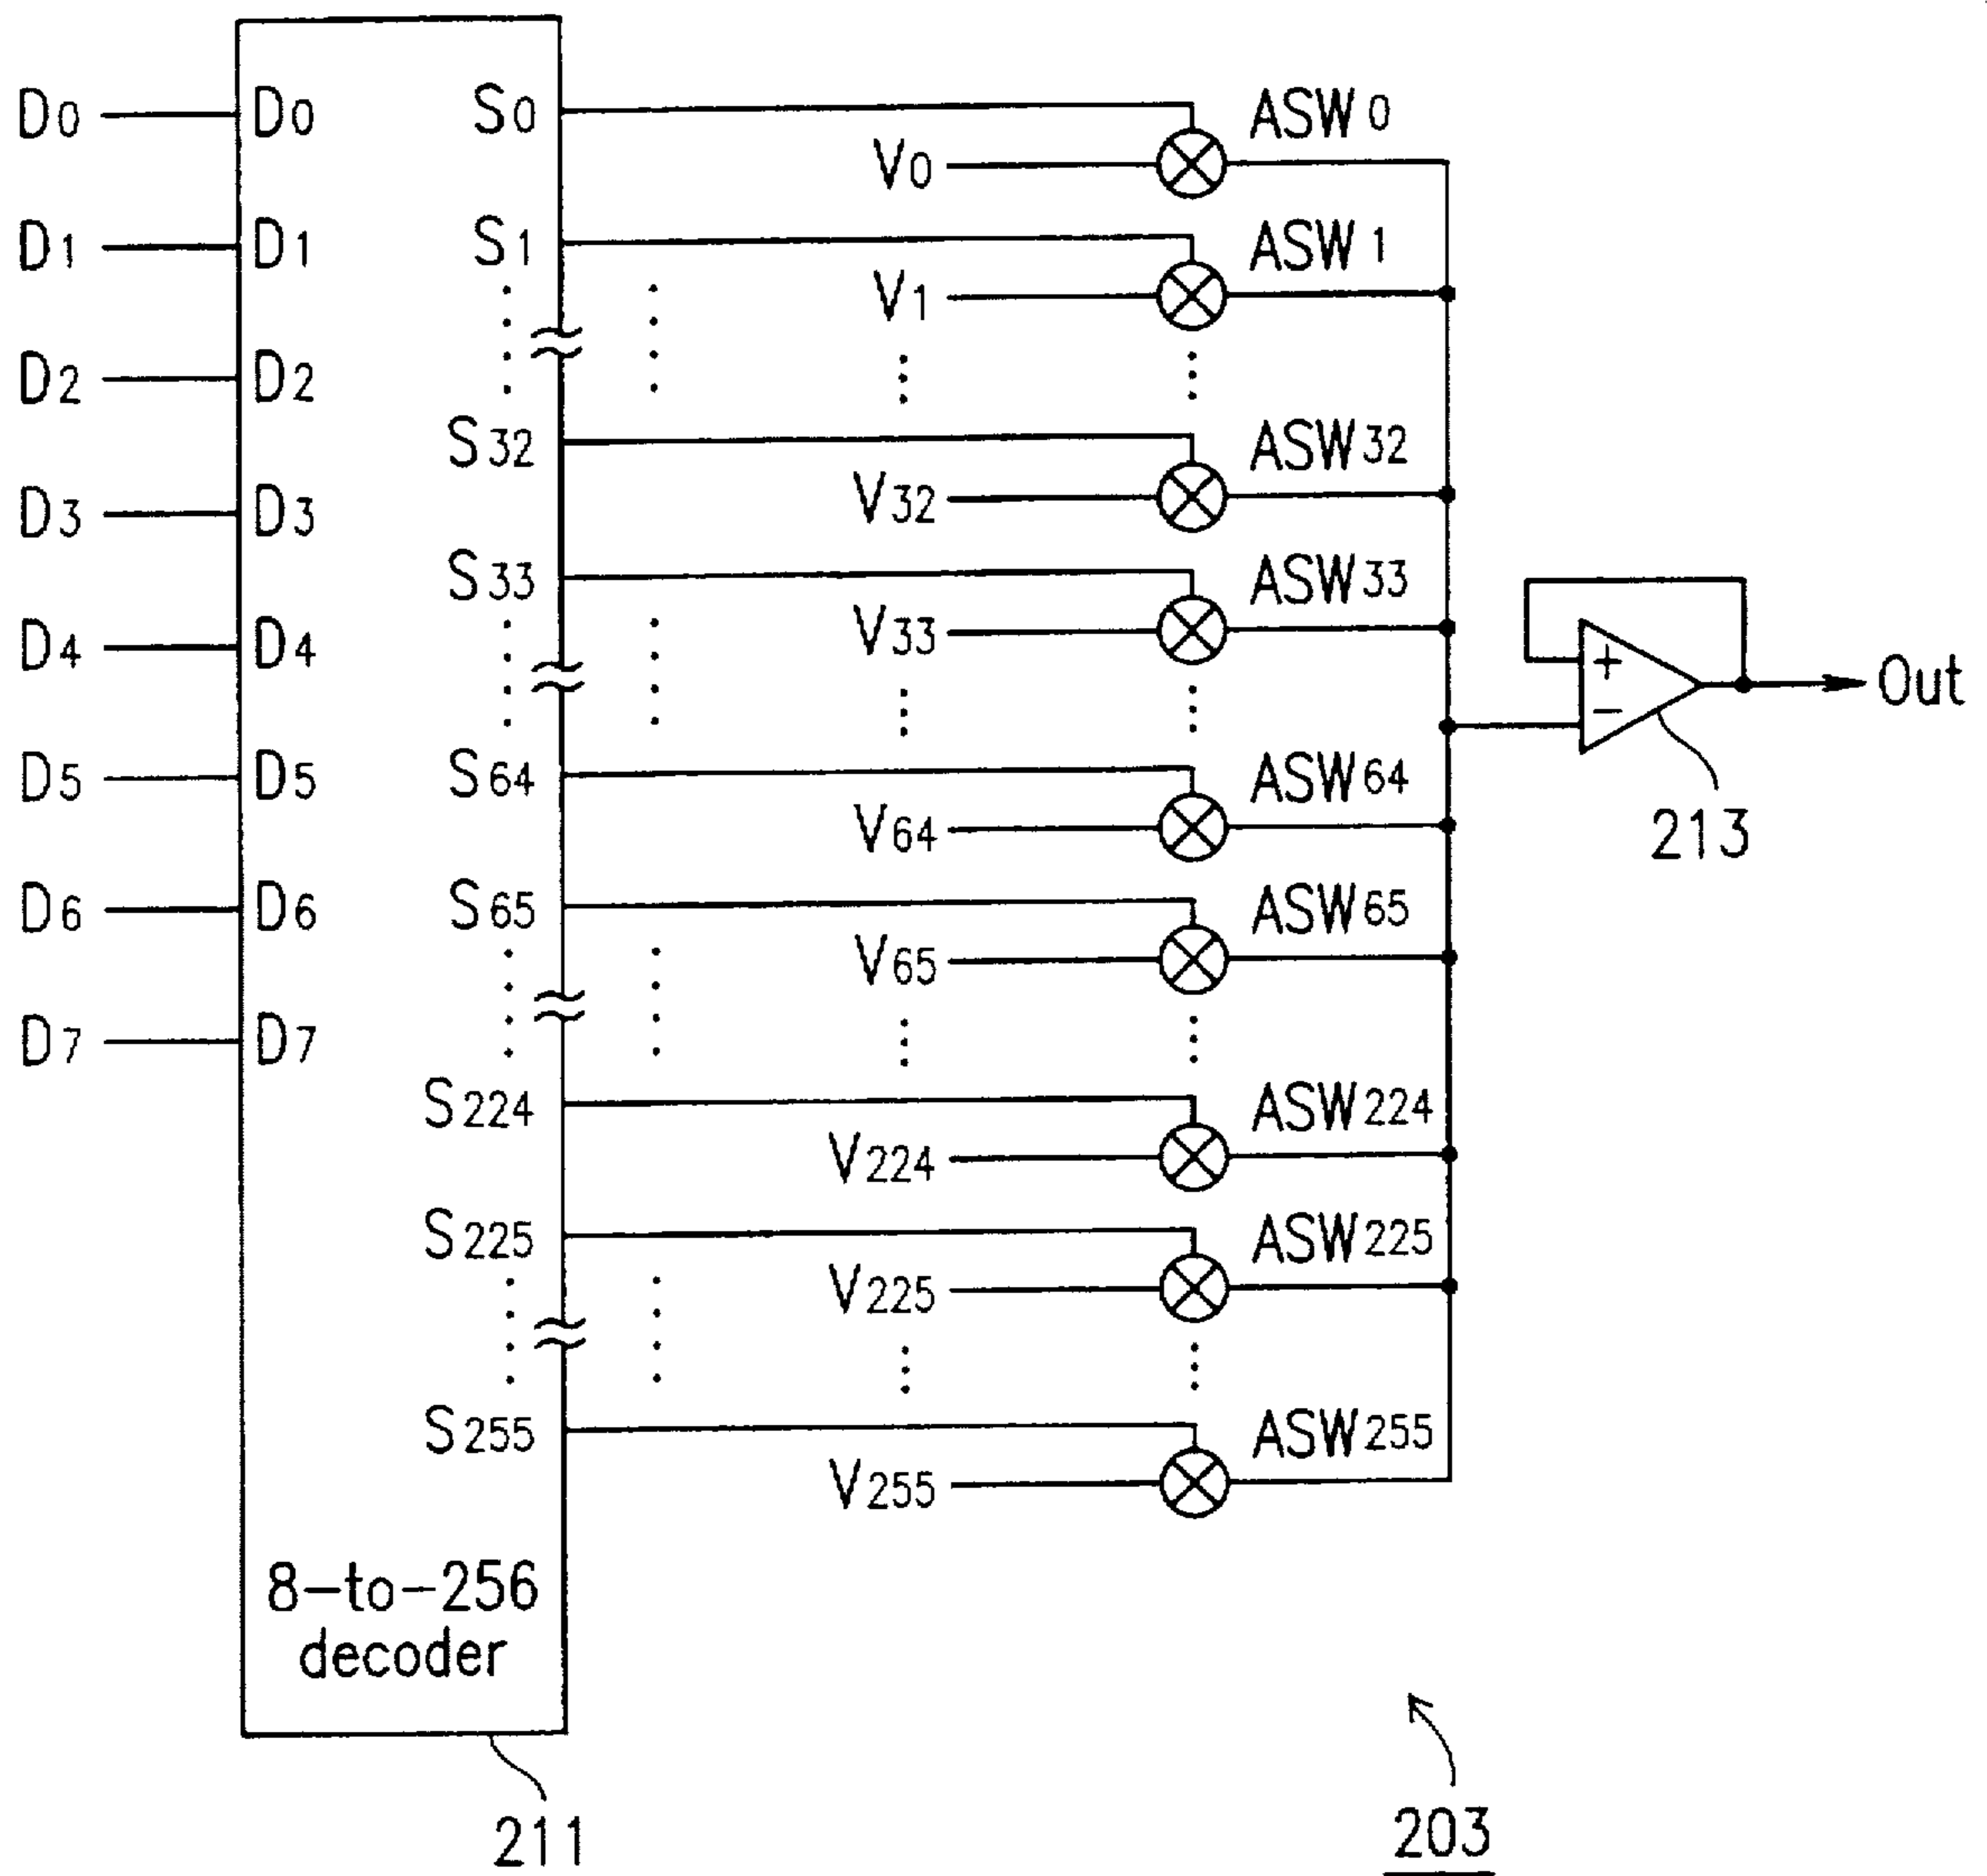 D0 D0 S0 ASW0
V0
D1 D1 S1 ASW1
V1
D2 D2
S32 ASW32
V32
D3 D3
S33 ASW33
V33
D4 D4
+
− Out
D5 D5 S64 ASW64
V64
213
D6 D6 S65 ASW65
V65
D7 D7
S224 ASW224
V224
S225 ASW225
V225
S255 ASW255
V255
8-to-256
decoder
211
203